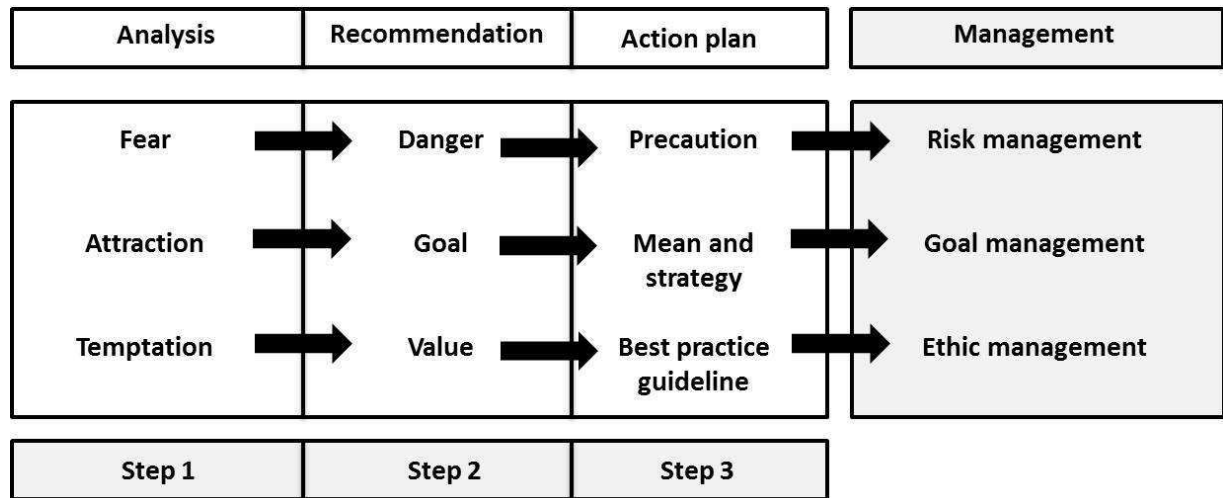 Analysis
Recommendation
Action plan
Management
Fear
Danger
Precaution
Risk management
Attraction
Goal
Mean and
strategy
Goal management
Temptation
Value
Best practice
guideline
Ethic management
Step 1
Step 2
Step 3